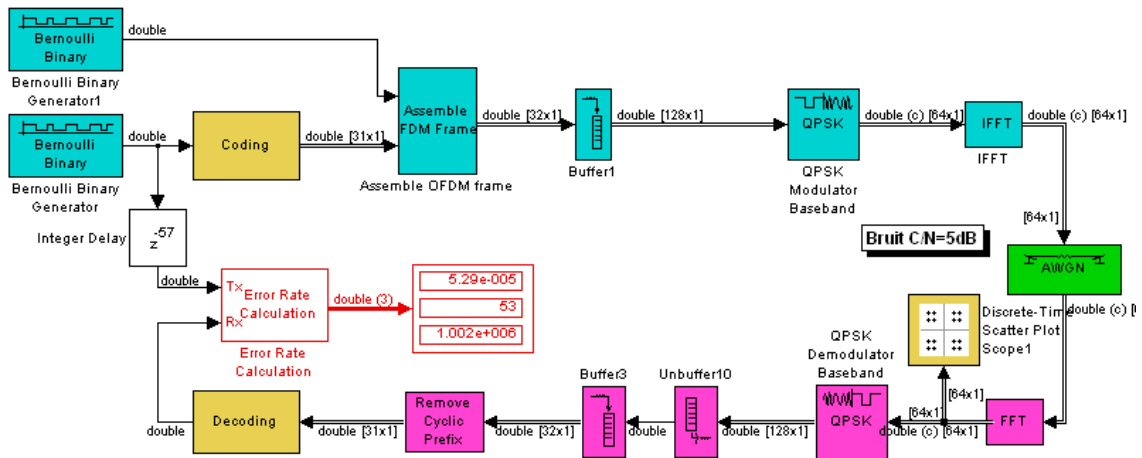 Bernoulli
Binary
double
Bernoulli Binary
Generator1
Bernoulli
Binary
double
Bernoulli Binary
Generator
Coding
double [31x1]
Assemble
FDM Frame
Assemble OFDM frame
double [32x1]
Buffer1
double [128x1]
QPSK
QPSK
Modulator
Baseband
double (c) [64x1]
IFFT
IFFT
double (c) [64x1]
[64x1]
Bruit C/N=5dB
AWGN
double (c) [6
Integer Delay
-57
z
double
Tx
Rx
Error Rate
Calculation
Error Rate
Calculation
double (3)
5.29e-005
53
1.002e+006
Discrete-Time
Scatter Plot
Scope1
[64x1]
FFT
[64x1]
double (c) [64x1]
QPSK
Demodulator
Baseband
QPSK
double [128x1]
Unbuffer10
double
Buffer3
double [32x1]
Remove
Cyclic
Prefix
double [31x1]
Decoding
double